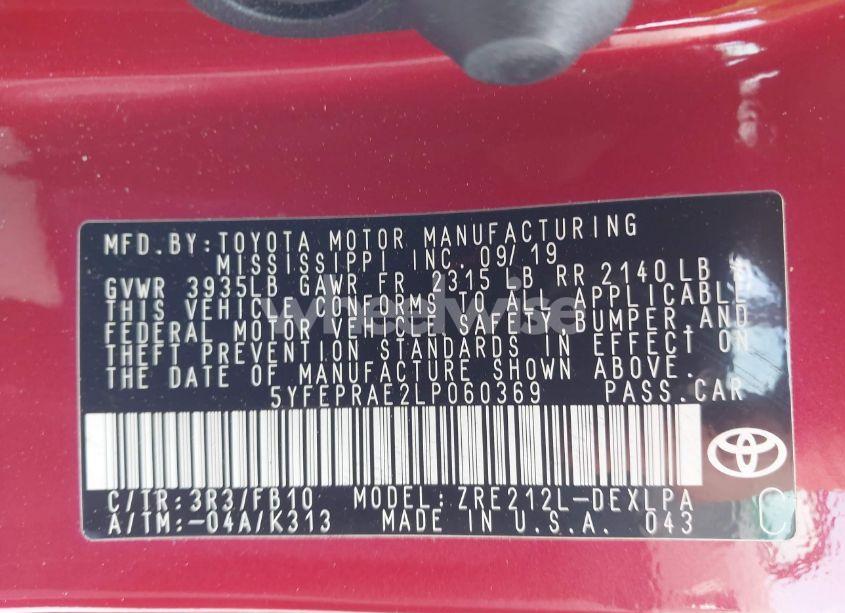 MFD.BY:TOYOTA MOTOR MANUFACTURING
MISSISSIPPI INC. 09/19
GVWR 3935LB GAWR FR 2315 LB RR 2140 LB
THIS VEHICLE CONFORMS TO ALL APPLICABLE
FEDERAL MOTOR VEHICLE SAFETY,BUMPER,AND
THEFT PREVENTION STANDARDS IN EFFECT ON
THE DATE OF MANUFACTURE SHOWN ABOVE.
5YFEPRAE2LP060369 PASS.CAR
C/TR:3R3/FB10 MODEL:ZRE212L-DEXLPA
A/TM:-04A/K313 MADE IN U.S.A. 043 C
wheelwise